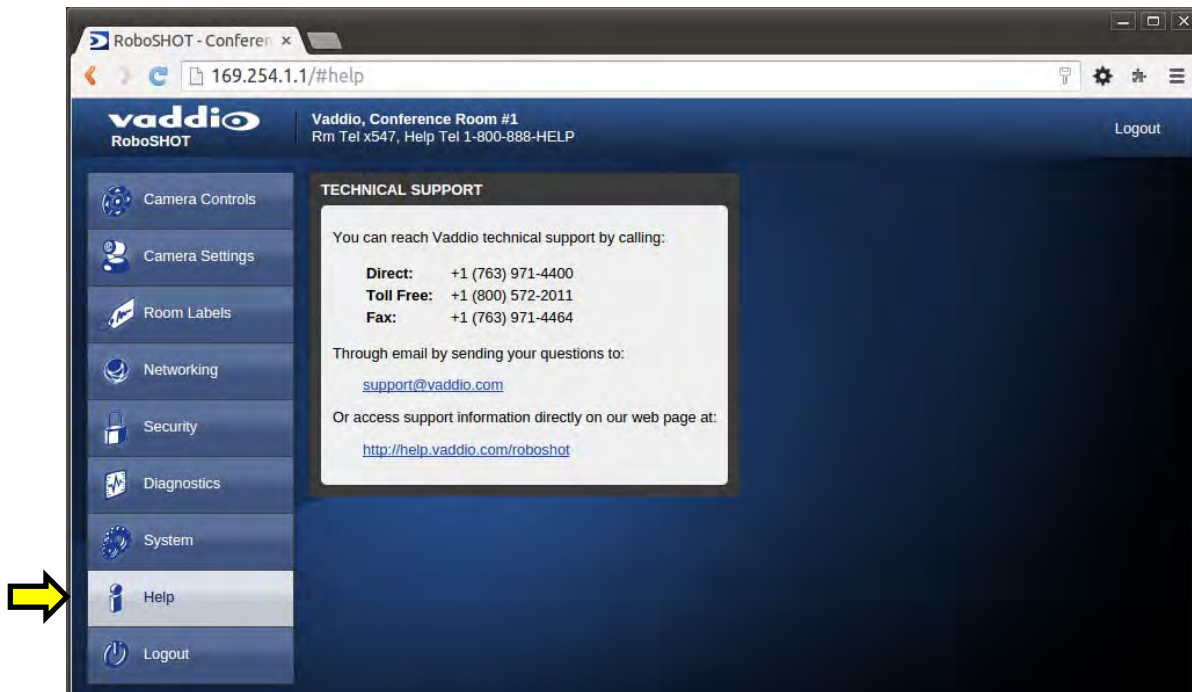 RoboSHOT - Conferen
169.254.1.1/#help
vaddio
RoboSHOT
Vaddio, Conference Room #1
Rm Tel x547, Help Tel 1-800-888-HELP
Logout
Camera Controls
Camera Settings
Room Labels
Networking
Security
Diagnostics
System
Help
Logout
TECHNICAL SUPPORT
You can reach Vaddio technical support by calling:
Direct: +1 (763) 971-4400
Toll Free: +1 (800) 572-2011
Fax: +1 (763) 971-4464
Through email by sending your questions to:
support@vaddio.com
Or access support information directly on our web page at:
http://help.vaddio.com/roboshot